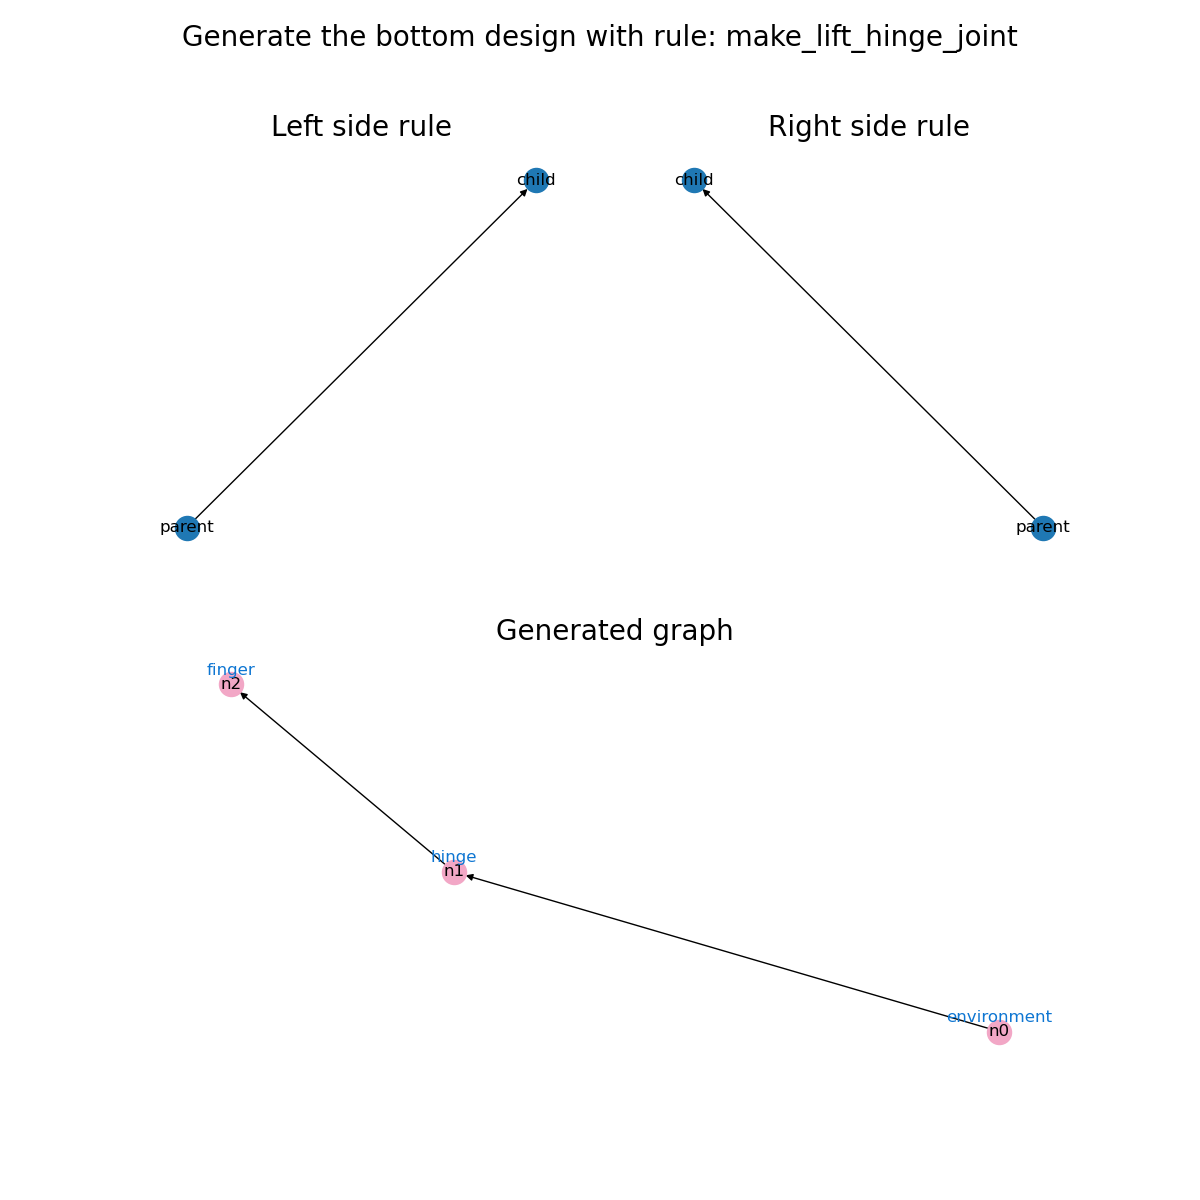 Generate the bottom design with rule: make_lift_hinge_joint
Left side rule
Right side rule
child
child
parent
parent
Generated graph
finger
n2
hinge
n1
environment
n0